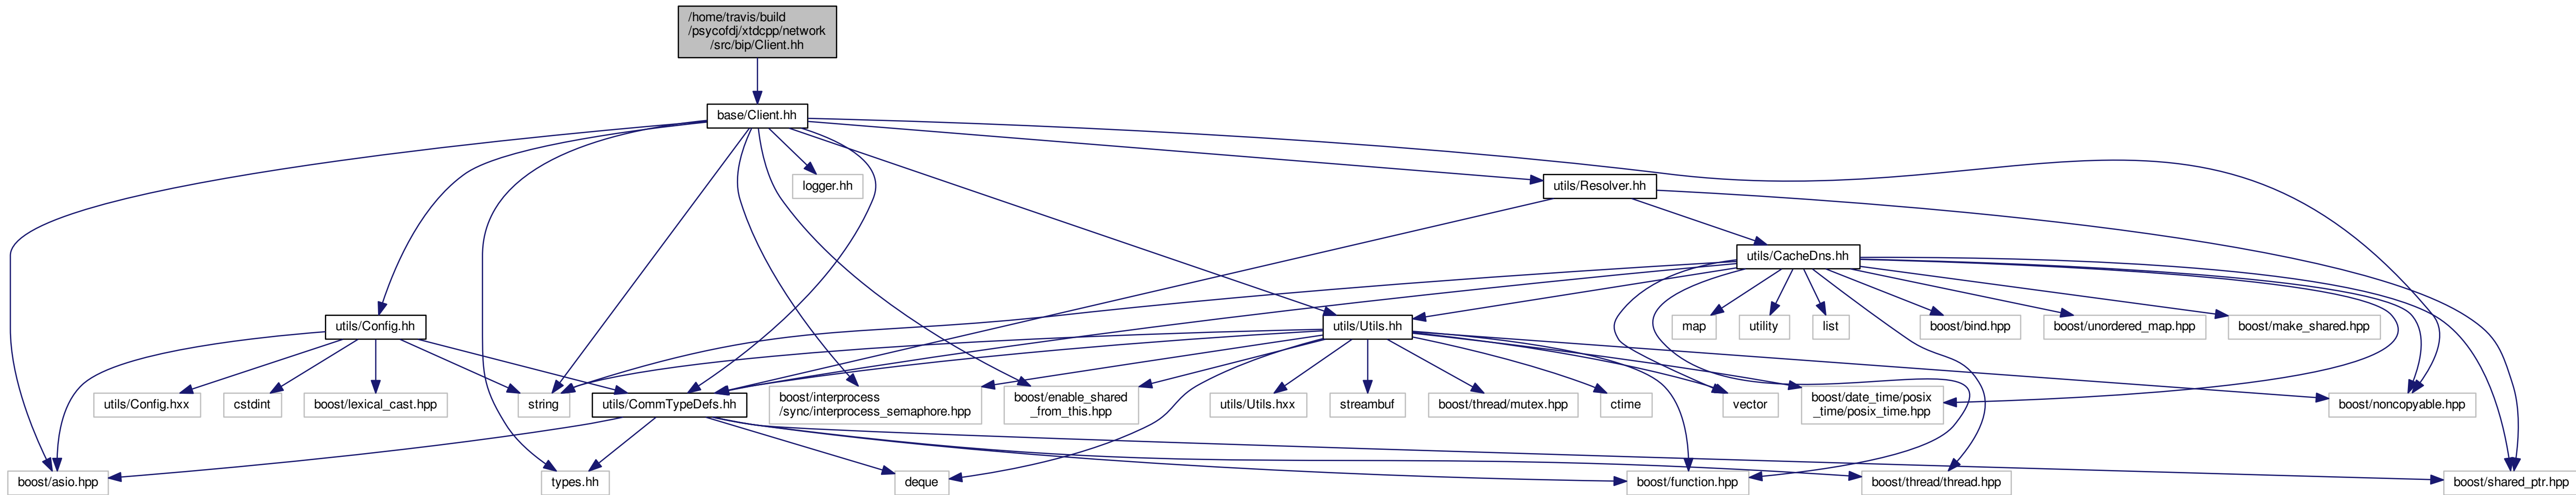 /home/travis/build
/psycofdj/xtdcpp/network
/src/bip/Client.hh
base/Client.hh
logger.hh
utils/Resolver.hh
utils/CacheDns.hh
utils/Config.hh
utils/Utils.hh
map
utility
list
boost/bind.hpp
boost/unordered_map.hpp
boost/make_shared.hpp
utils/Config.hxx
cstdint
boost/lexical_cast.hpp
string
utils/CommTypeDefs.hh
boost/interprocess
/sync/interprocess_semaphore.hpp
boost/enable_shared
_from_this.hpp
utils/Utils.hxx
streambuf
boost/thread/mutex.hpp
ctime
vector
boost/date_time/posix
_time/posix_time.hpp
boost/noncopyable.hpp
boost/asio.hpp
types.hh
deque
boost/function.hpp
boost/thread/thread.hpp
boost/shared_ptr.hpp